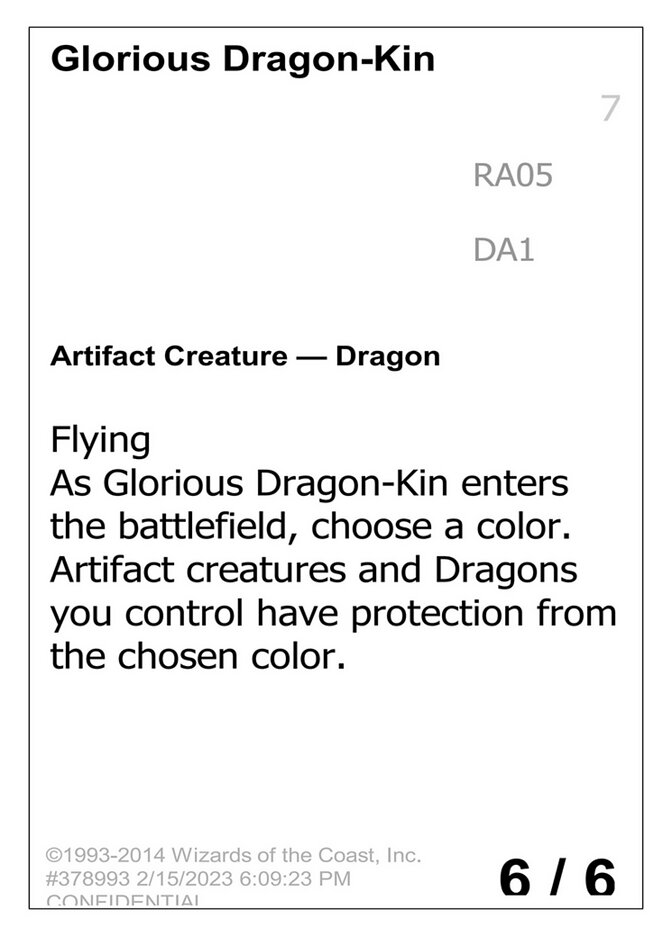 Glorious Dragon-Kin
7
RA05
DA1
Artifact Creature — Dragon
Flying
As Glorious Dragon-Kin enters
the battlefield, choose a color.
Artifact creatures and Dragons
you control have protection from
the chosen color.
©1993-2014 Wizards of the Coast, Inc.
#378993 2/15/2023 6:09:23 PM
CONFIDENTIAL
6 / 6